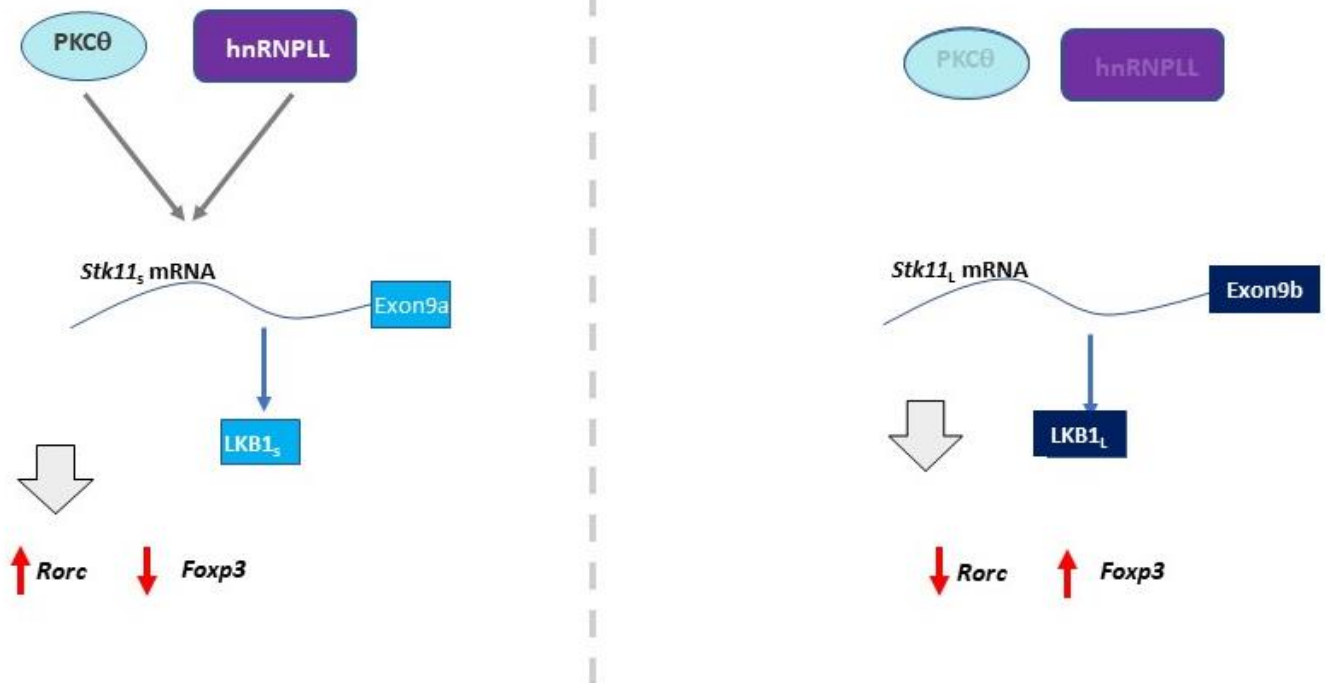 PKCθ
hnRNPLL
Stk11s mRNA
Exon9a
LKB1s
Rorc
Foxp3
PKCθ
hnRNPLL
Stk11L mRNA
Exon9b
LKB1L
Rorc
Foxp3